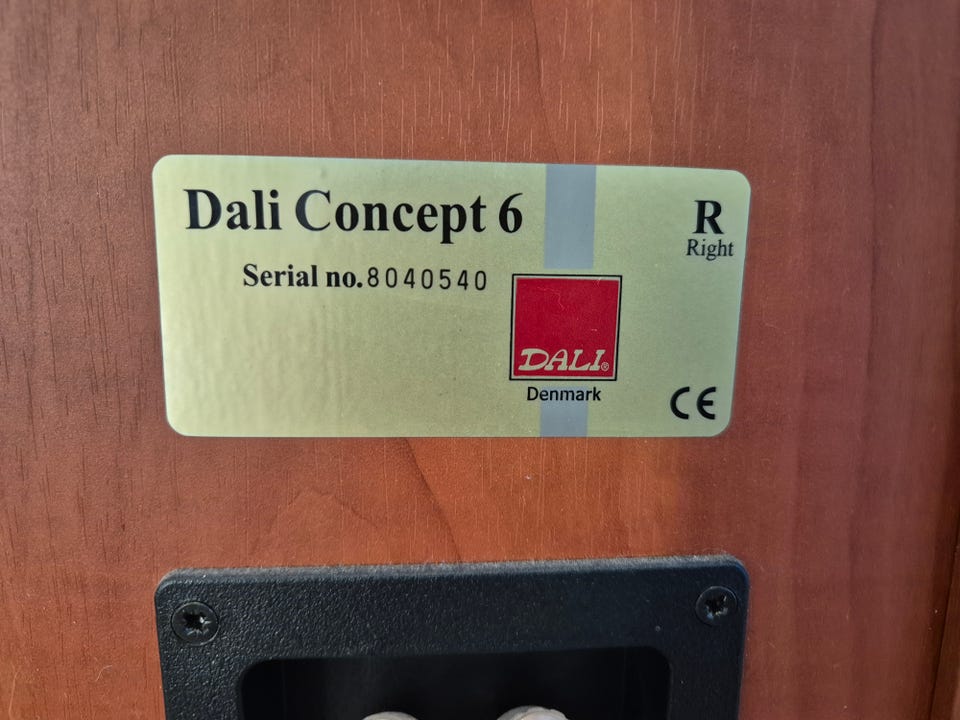 Dali Concept 6
R
Right
Serial no.8040540
DALI®
Denmark
CE